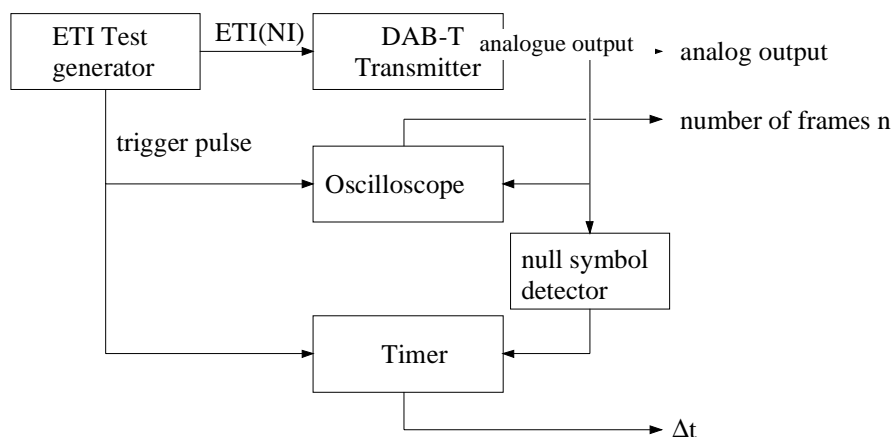 ETI Test
generator
ETI(NI)
DAB-T
Transmitter
analogue output
analog output
number of frames n
trigger pulse
Oscilloscope
null symbol
detector
Timer
Δt